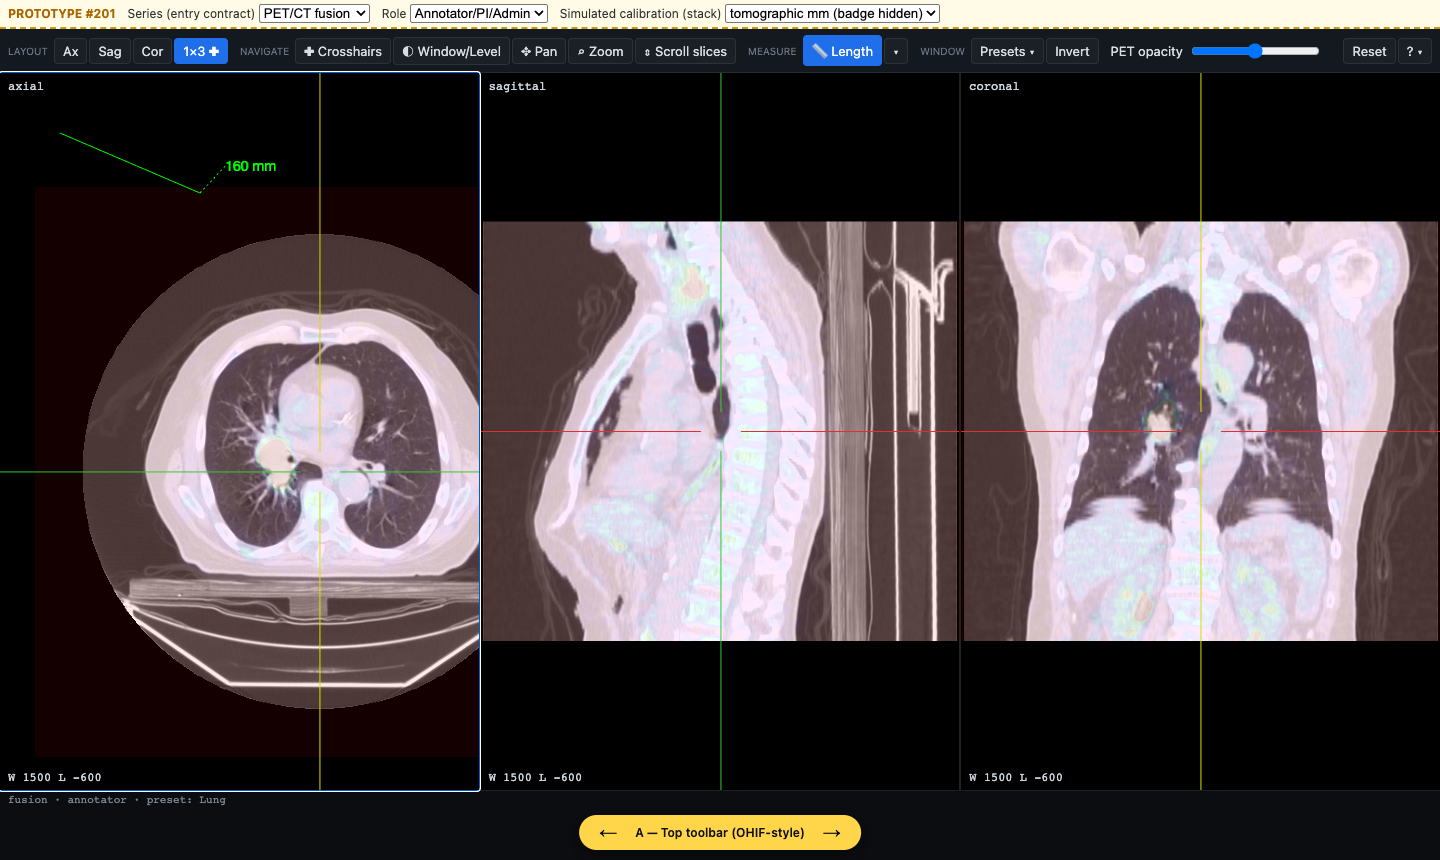 PROTOTYPE #201 Series (entry contract) PET/CT fusion Role Annotator/PI/Admin Simulated calibration (stack) tomographic mm (badge hidden)
LAYOUT Ax Sag Cor 1×3 NAVIGATE Crosshairs Window/Level Pan Zoom Scroll slices MEASURE Length WINDOW Presets Invert PET opacity Reset ?
axial
sagittal
coronal
160 mm
W 1500 L -600
W 1500 L -600
W 1500 L -600
fusion · annotator · preset: Lung
← A — Top toolbar (OHIF-style) →